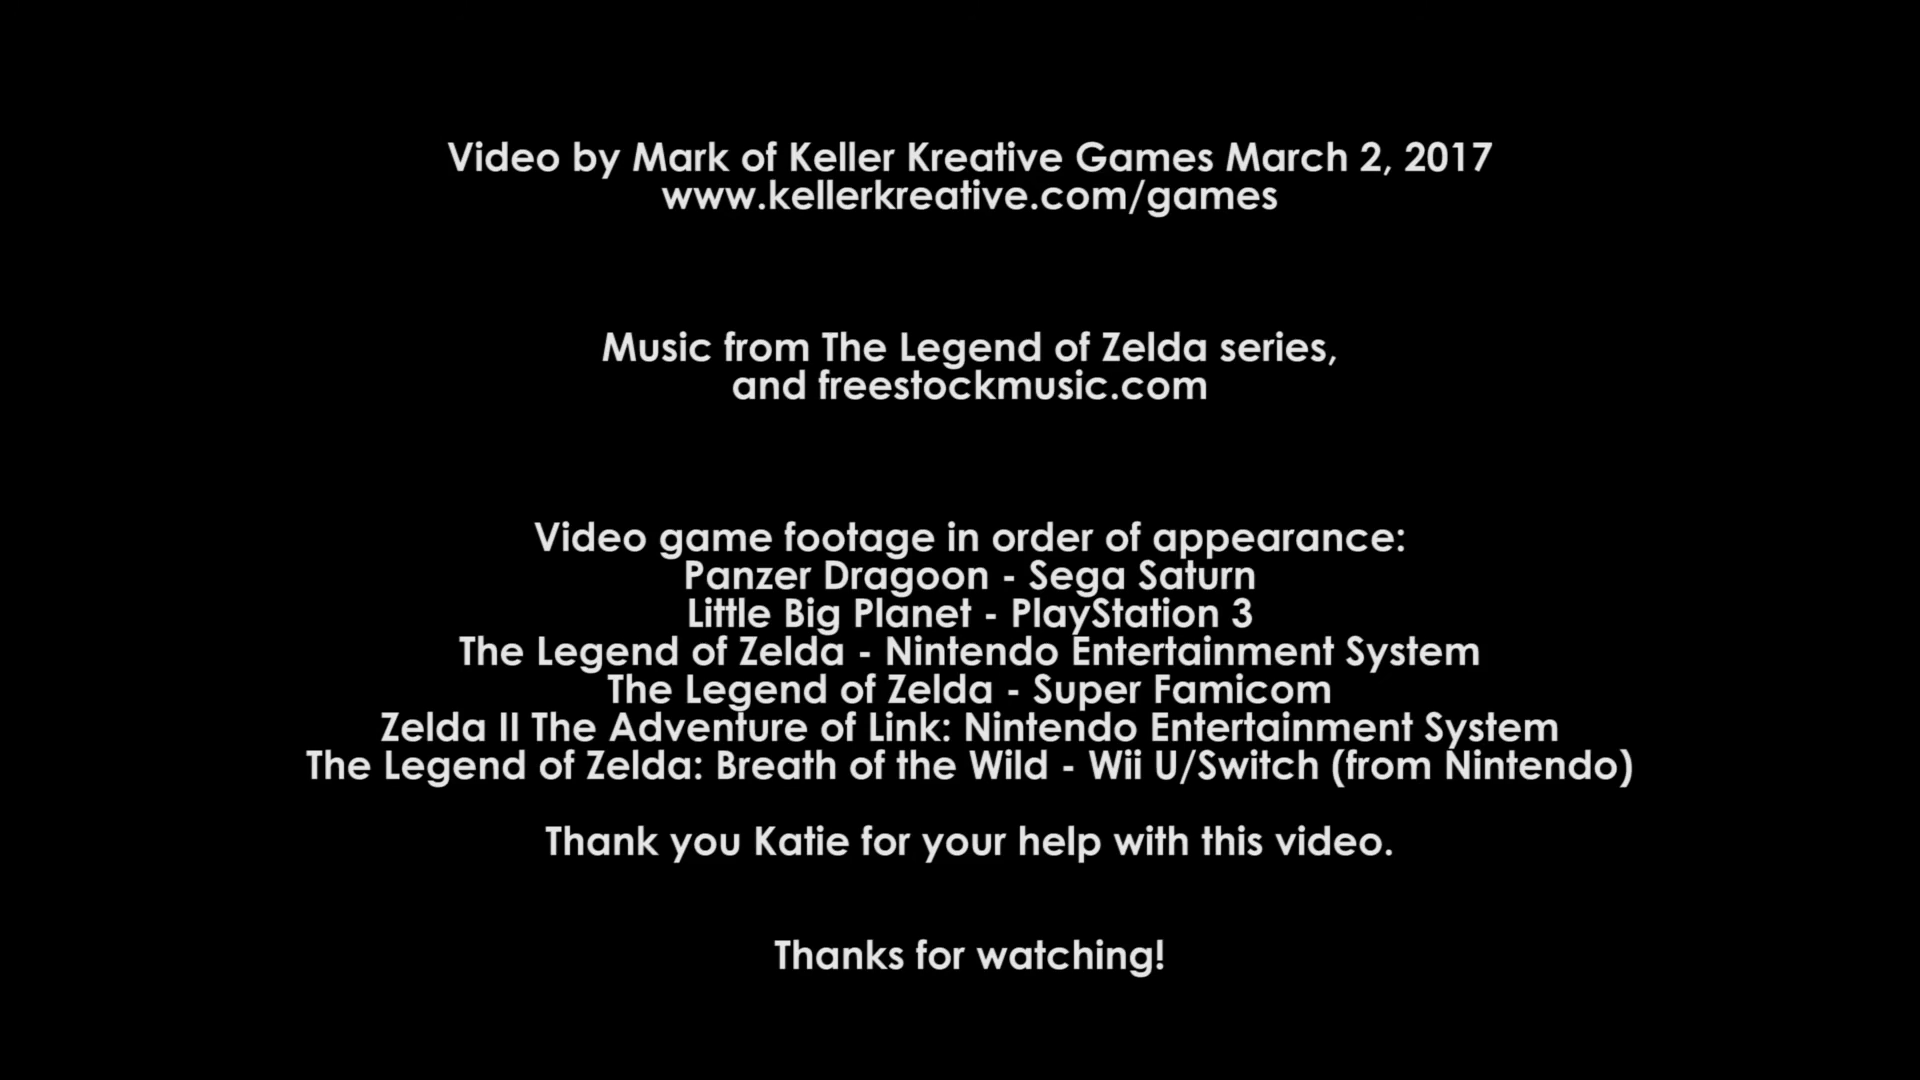 Video by Mark of Keller Kreative Games March 2, 2017
www.kellerkreative.com/games
Music from The Legend of Zelda series,
and freestockmusic.com
Video game footage in order of appearance:
Panzer Dragoon - Sega Saturn
Little Big Planet - PlayStation 3
The Legend of Zelda - Nintendo Entertainment System
The Legend of Zelda - Super Famicom
Zelda II The Adventure of Link: Nintendo Entertainment System
The Legend of Zelda: Breath of the Wild - Wii U/Switch (from Nintendo)
Thank you Katie for your help with this video.
Thanks for watching!